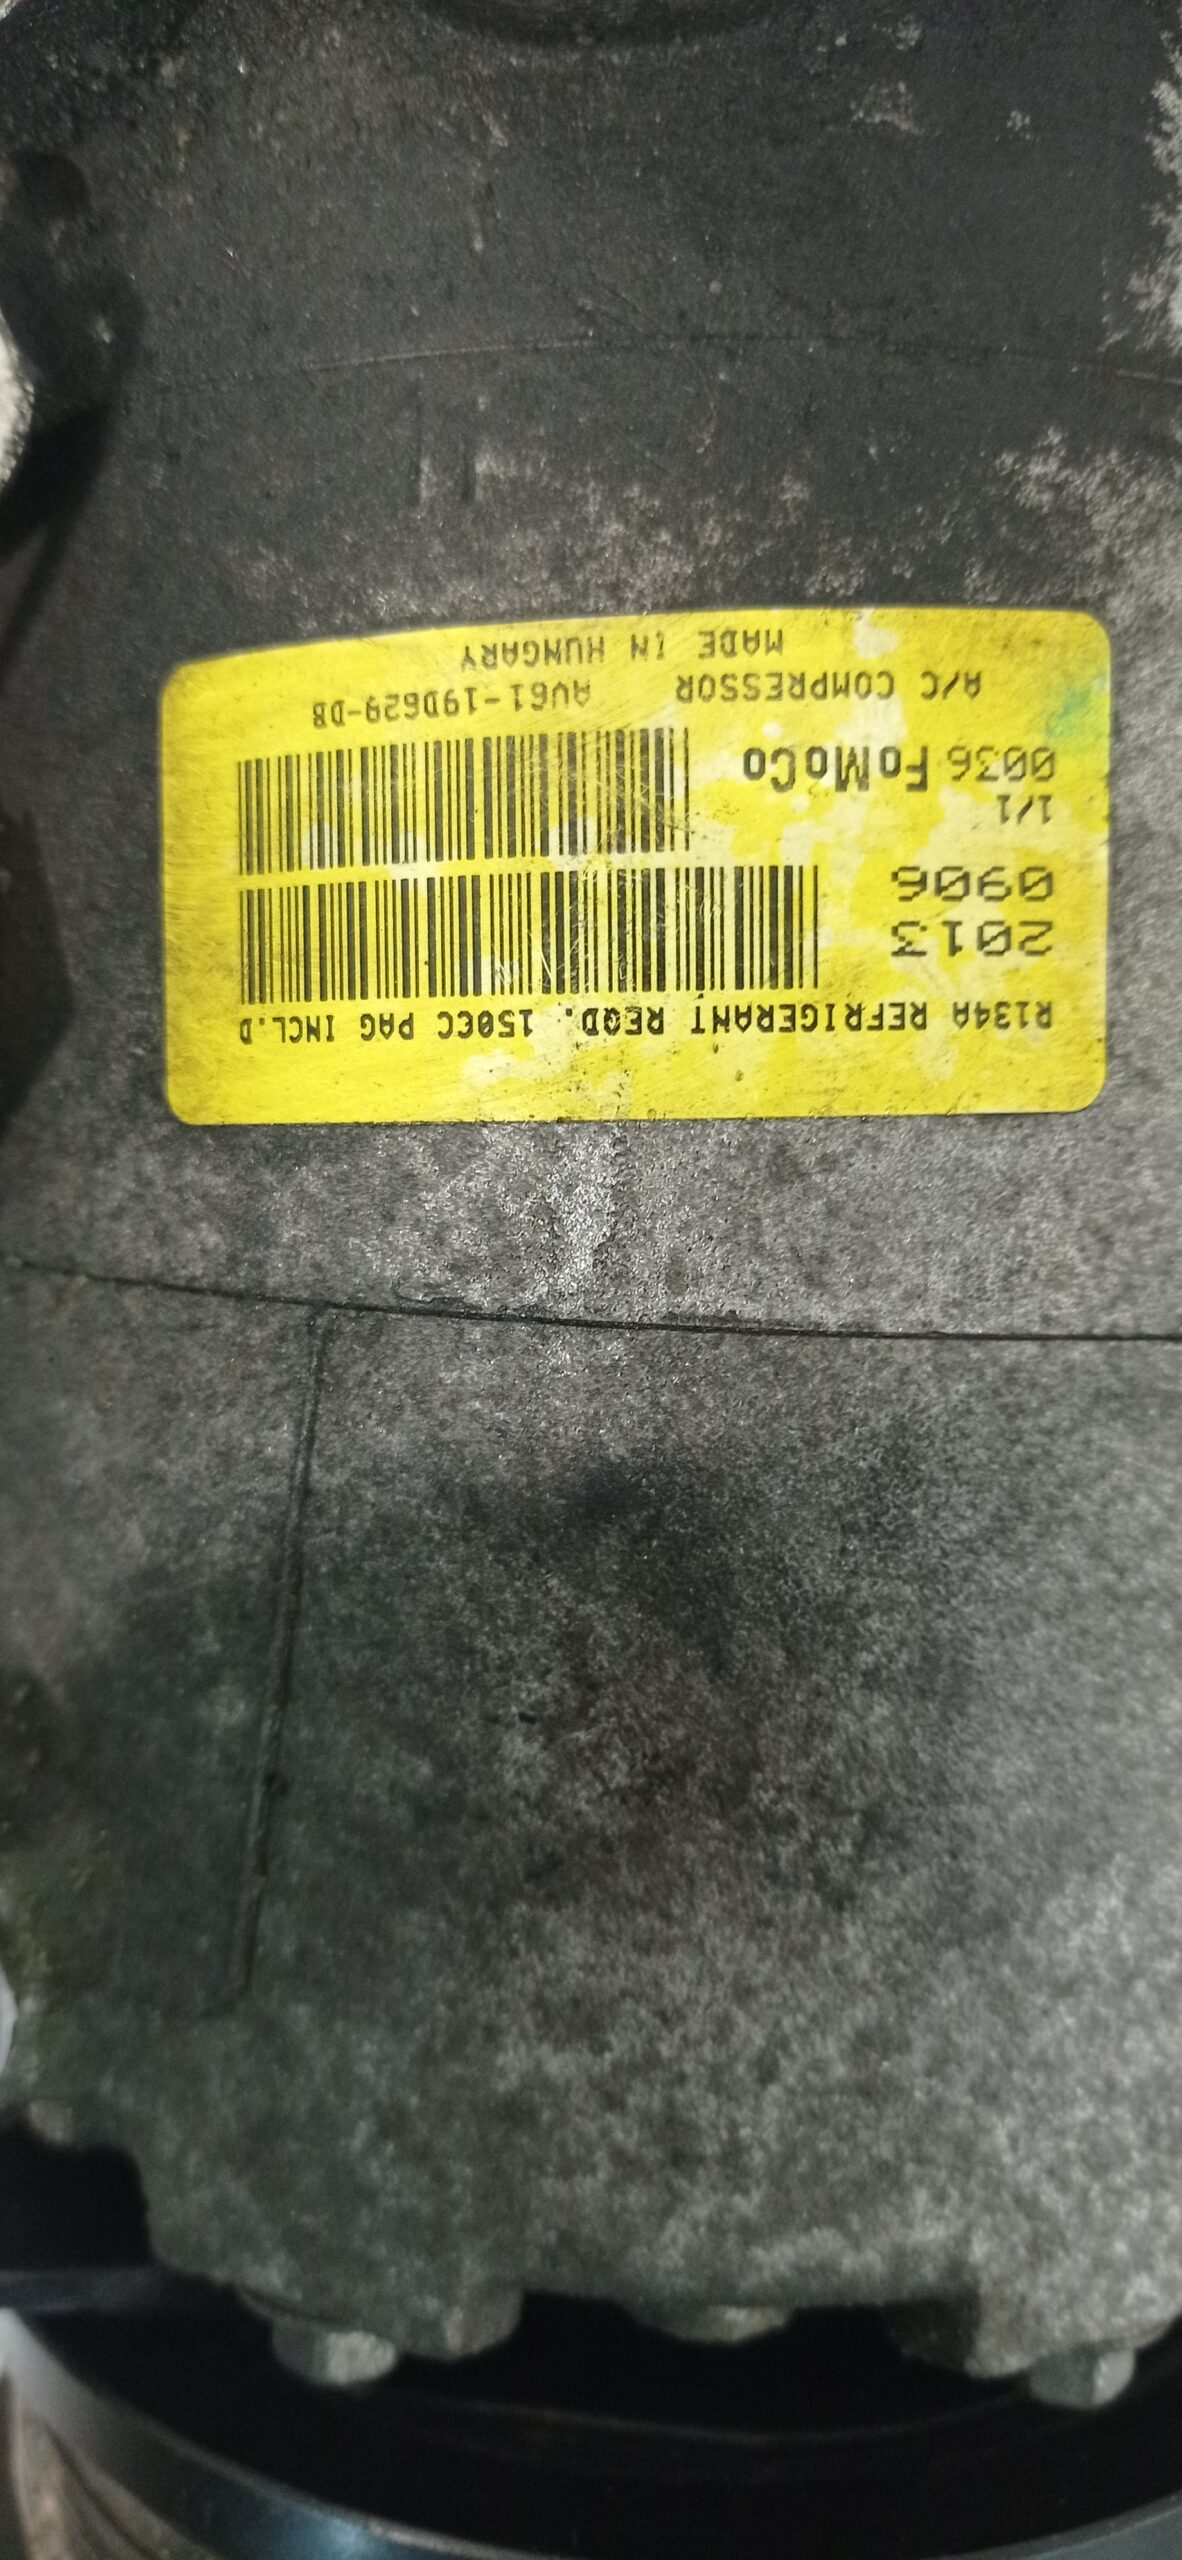 R134A REFRIGERANT REQD. 150CC PAG INCL.D
2013
0906
1/1
0036 FoMoCo
A/C COMPRESSOR AV61-19D629-DB
MADE IN HUNGARY